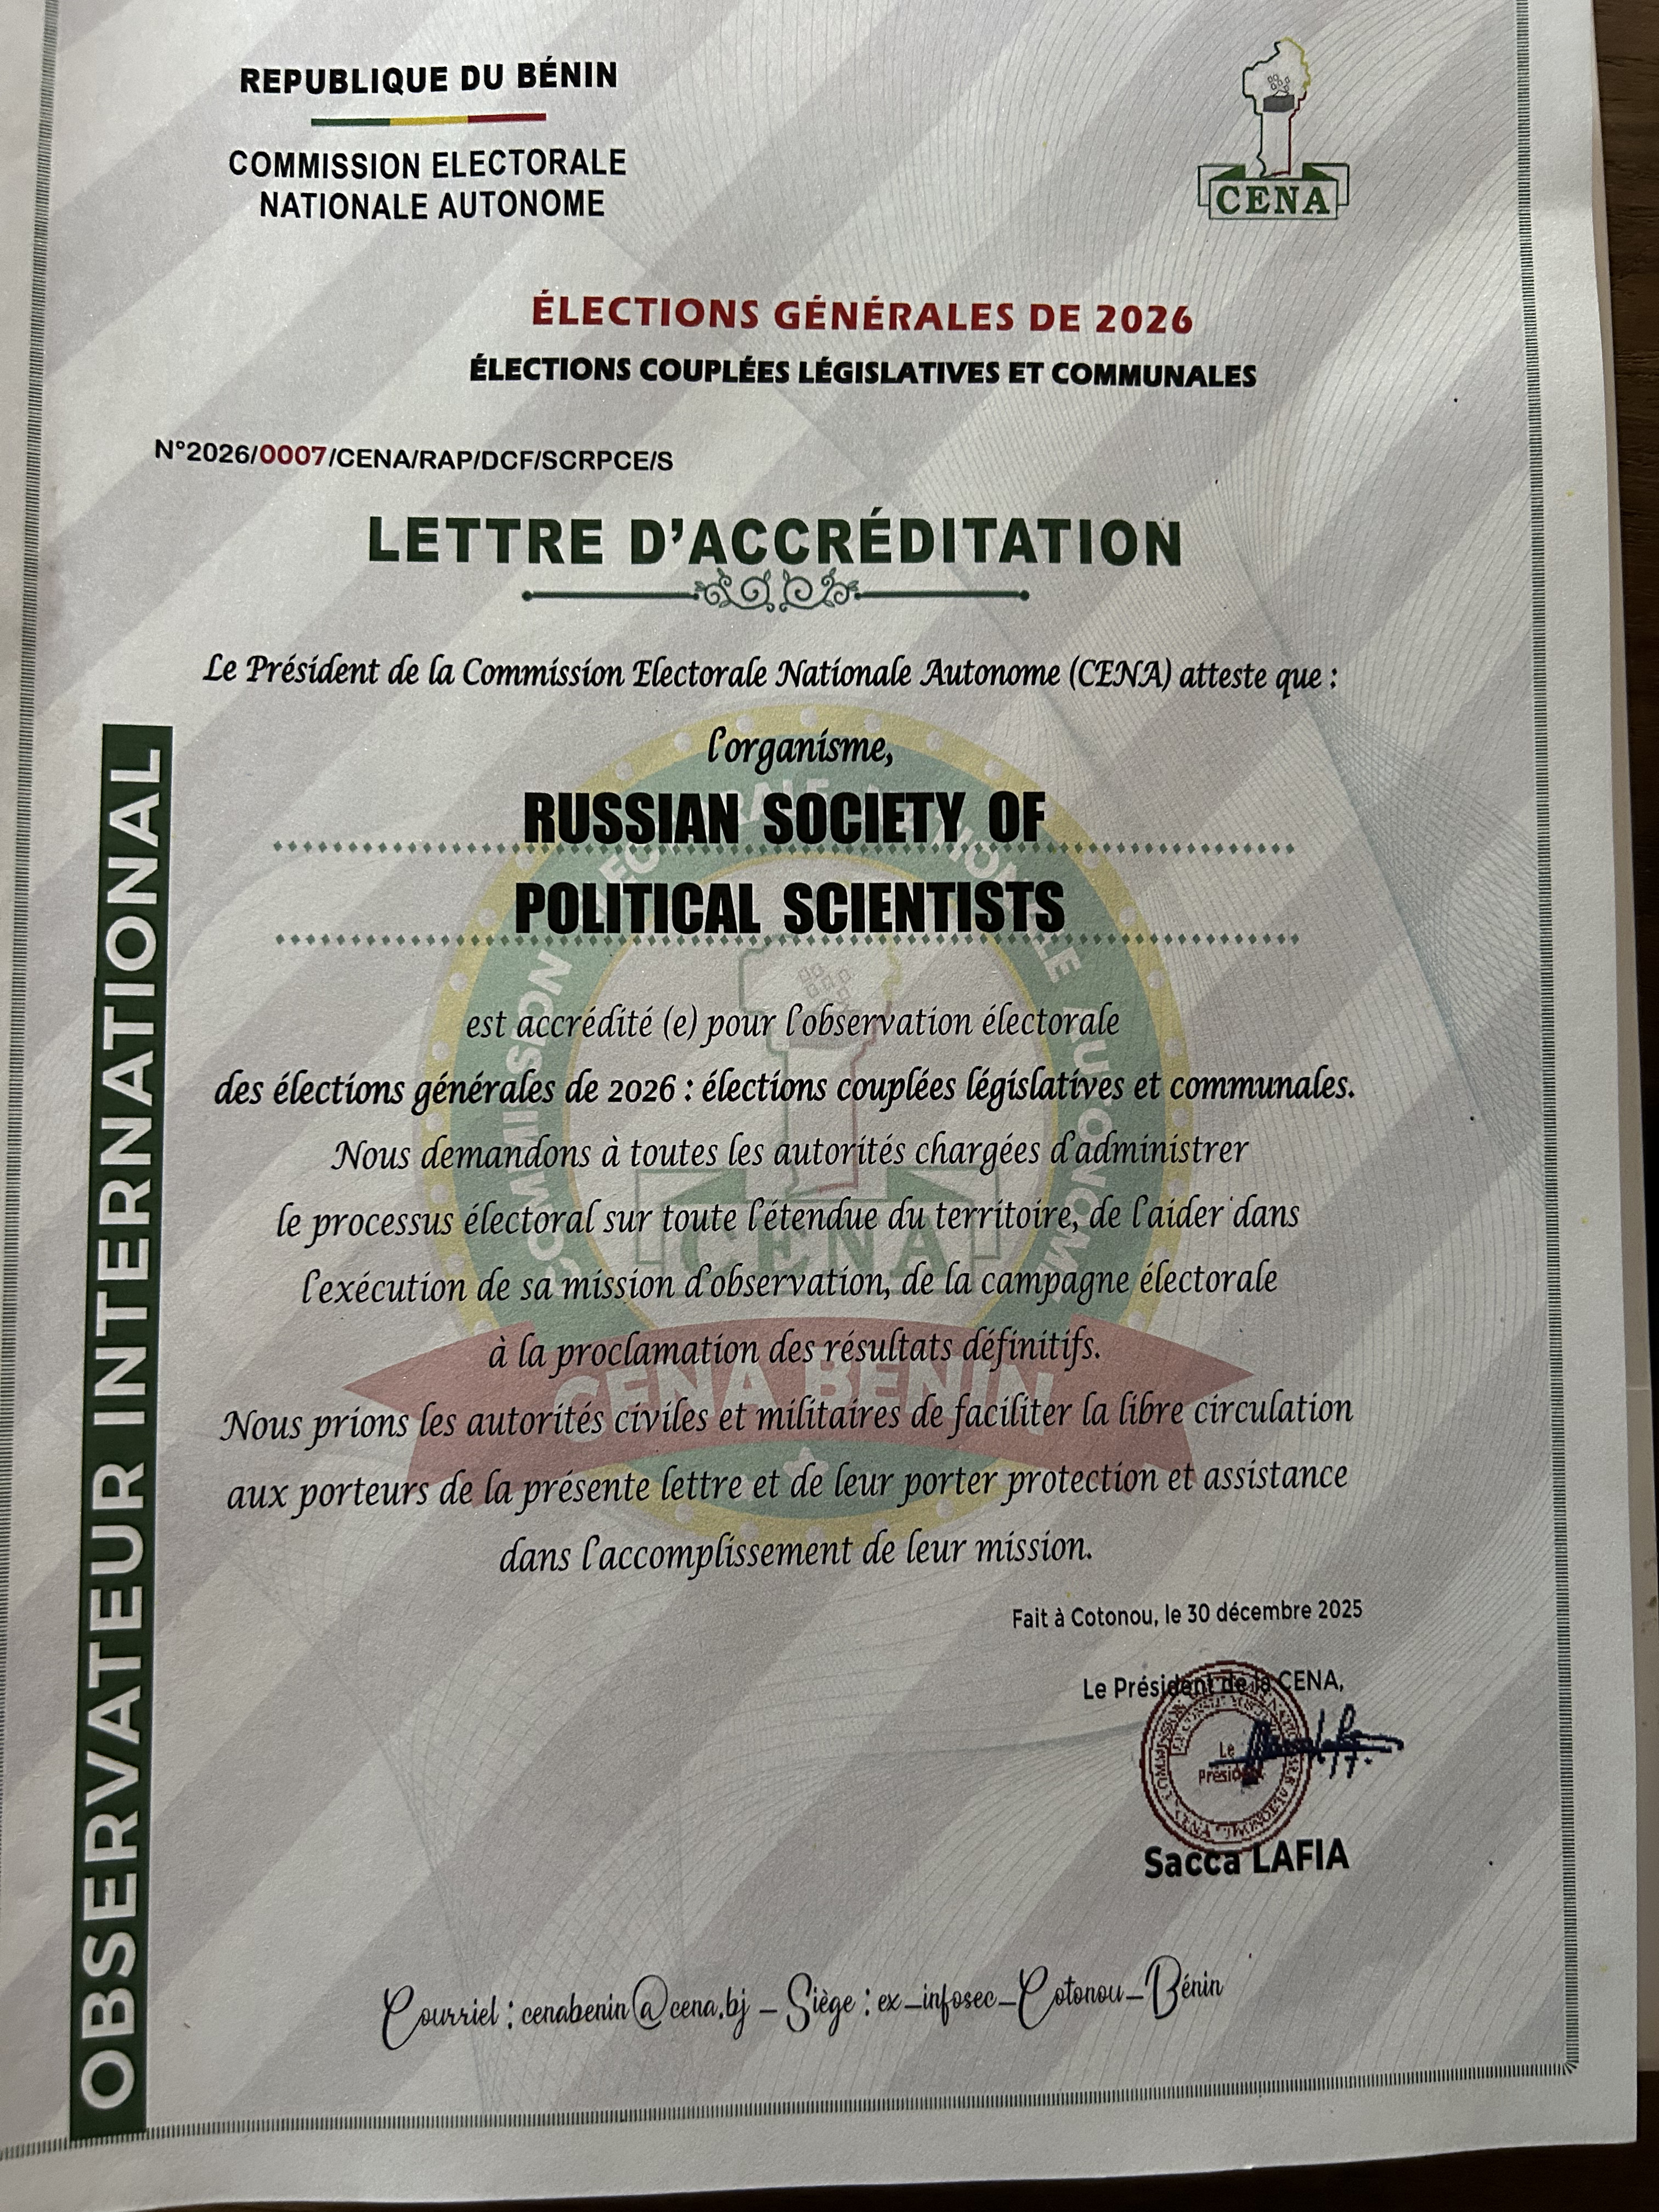 REPUBLIQUE DU BÉNIN
COMMISSION ELECTORALE
NATIONALE AUTONOME
CENA
ÉLECTIONS GÉNÉRALES DE 2026
ÉLECTIONS COUPLÉES LÉGISLATIVES ET COMMUNALES
N°2026/0007/CENA/RAP/DCF/SCRPCE/S
LETTRE D'ACCRÉDITATION
Le Président de la Commission Electorale Nationale Autonome (CENA) atteste que :
l'organisme,
RUSSIAN SOCIETY OF
POLITICAL SCIENTISTS
est accrédité (e) pour l'observation électorale
des élections générales de 2026 : élections couplées législatives et communales.
Nous demandons à toutes les autorités chargées d'administrer
le processus électoral sur toute l'étendue du territoire, de l'aider dans
l'exécution de sa mission d'observation, de la campagne électorale
à la proclamation des résultats définitifs.
Nous prions les autorités civiles et militaires de faciliter la libre circulation
aux porteurs de la présente lettre et de leur porter protection et assistance
dans l'accomplissement de leur mission.
Fait à Cotonou, le 30 décembre 2025
Le Président de la CENA,
Le
Président
Sacca LAFIA
Courriel : cenabenin@cena.bj _ Siège : ex_infosec_Cotonou_Bénin
OBSERVATEUR INTERNATIONAL
CENA
CENA BENIN